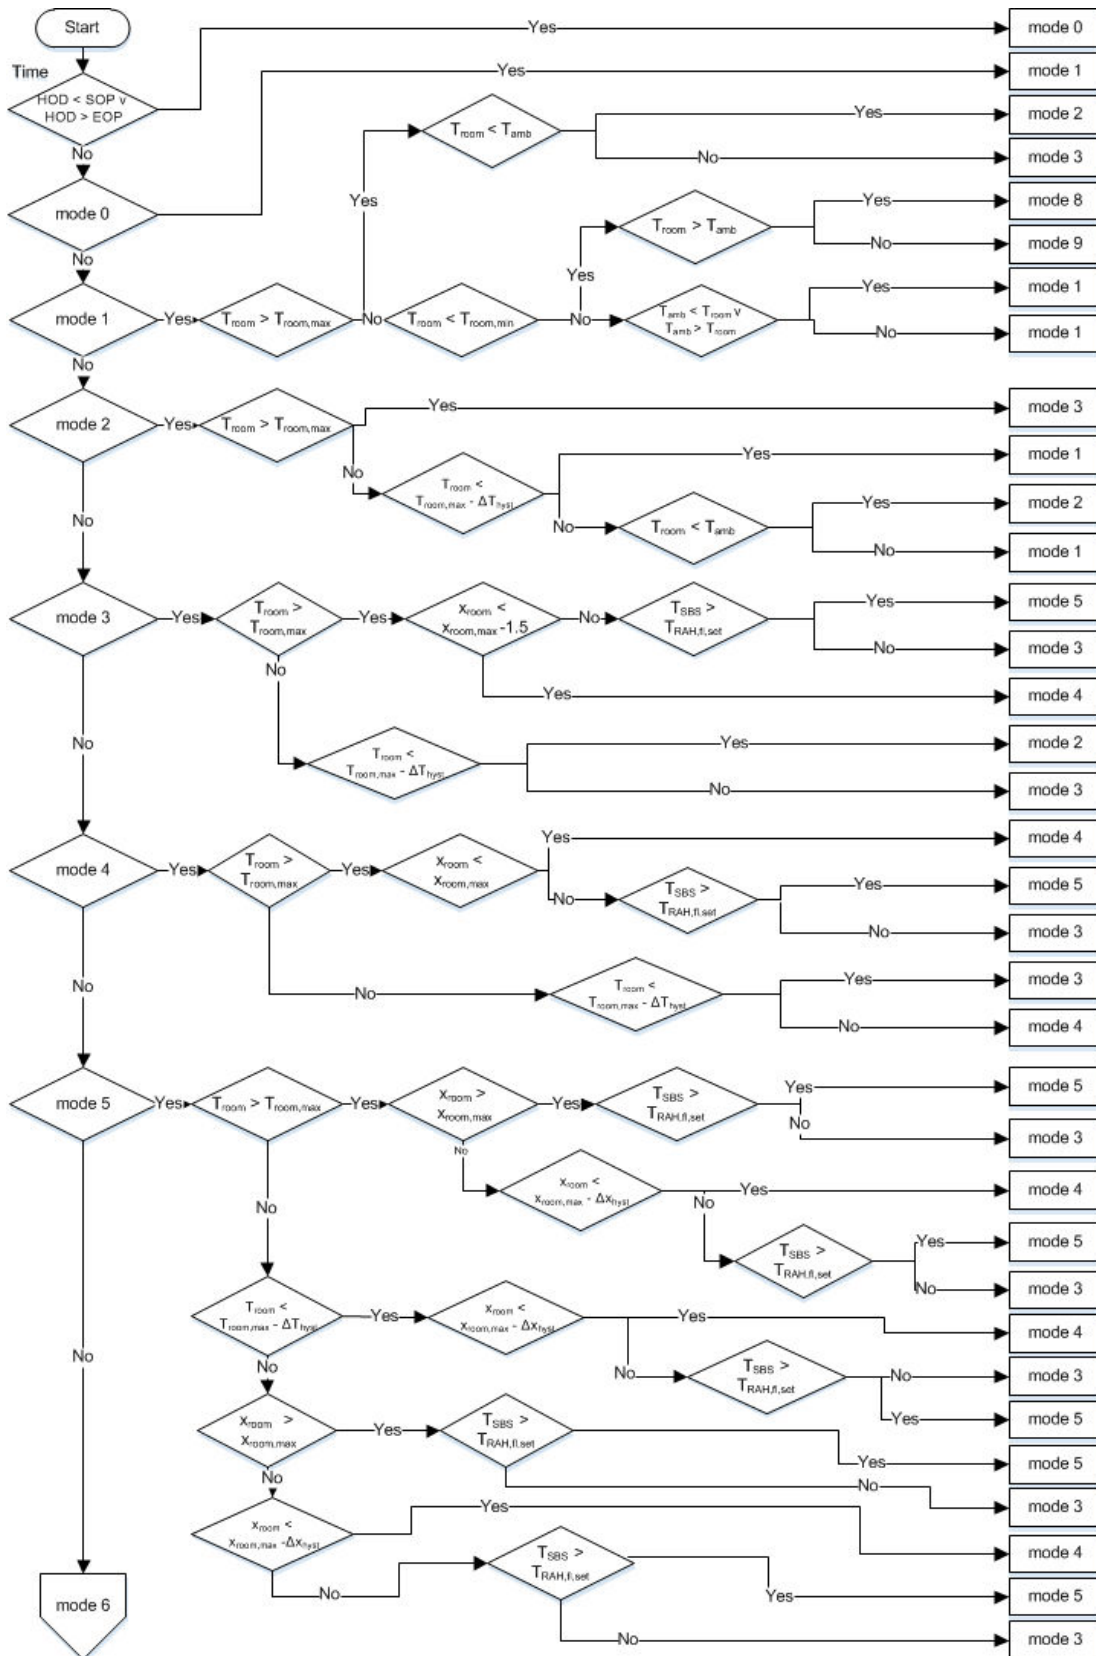 Start
Yes
mode 0
Time
Yes
mode 1
HOD < SOP v
HOD > EOP
No
T_room < T_amb
Yes
mode 2
No
mode 3
Yes
mode 0
T_room > T_amb
Yes
mode 8
No
mode 9
No
Yes
mode 1
Yes
T_room > T_room,max
No
T_room < T_room,min
No
T_amb < T_room v
T_amb > T_room
Yes
mode 1
No
mode 1
No
mode 2
Yes
T_room > T_room,max
Yes
mode 3
No
T_room <
T_room,max - ΔT_hyst
Yes
mode 1
No
T_room < T_amb
Yes
mode 2
No
mode 1
No
mode 3
Yes
T_room >
T_room,max
Yes
x_room <
x_room,max -1.5
No
T_SBS >
T_RAH,fl,set
Yes
mode 5
No
mode 3
Yes
mode 4
No
No
T_room <
T_room,max - ΔT_hyst
Yes
mode 2
No
mode 3
mode 4
Yes
T_room >
T_room,max
Yes
x_room <
x_room,max
Yes
mode 4
No
T_SBS >
T_RAH,fl,set
Yes
mode 5
No
mode 3
No
No
T_room <
T_room,max - ΔT_hyst
Yes
mode 3
No
mode 4
mode 5
Yes
T_room > T_room,max
Yes
x_room >
x_room,max
Yes
T_SBS >
T_RAH,fl,set
Yes
mode 5
No
mode 3
No
x_room <
x_room,max - Δx_hyst
Yes
mode 4
No
T_SBS >
T_RAH,fl,set
Yes
mode 5
No
mode 3
No
T_room <
T_room,max - ΔT_hyst
Yes
x_room <
x_room,max - Δx_hyst
Yes
mode 4
No
T_SBS >
T_RAH,fl,set
No
mode 3
Yes
mode 5
No
No
x_room >
x_room,max
Yes
T_SBS >
T_RAH,fl,set
Yes
mode 5
No
mode 3
No
x_room <
x_room,max -Δx_hyst
Yes
mode 4
No
T_SBS >
T_RAH,fl,set
Yes
mode 5
No
mode 3
mode 6